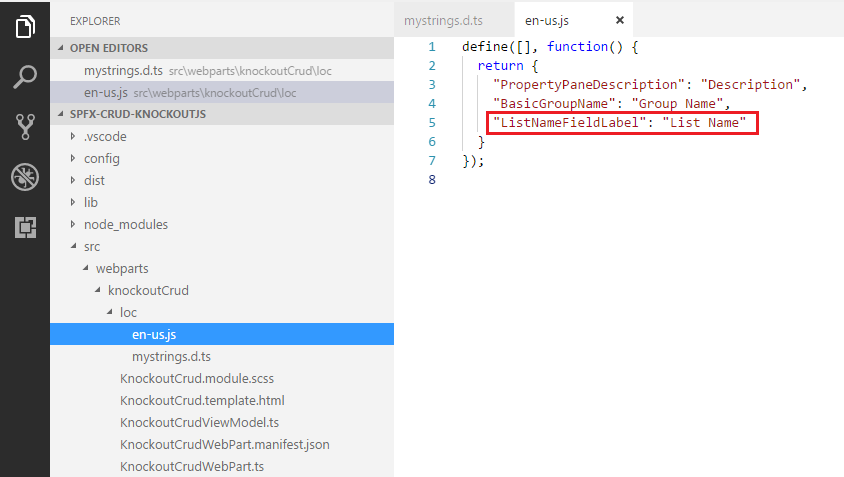 EXPLORER
OPEN EDITORS
mystrings.d.ts src\webparts\knockoutCrud\loc
en-us.js src\webparts\knockoutCrud\loc
SPFX-CRUD-KNOCKOUTJS
.vscode
config
dist
lib
node_modules
src
webparts
knockoutCrud
loc
en-us.js
mystrings.d.ts
KnockoutCrud.module.scss
KnockoutCrud.template.html
KnockoutCrudViewModel.ts
KnockoutCrudWebPart.manifest.json
KnockoutCrudWebPart.ts
mystrings.d.ts en-us.js ×
1 define([], function() {
2 return {
3 "PropertyPaneDescription": "Description",
4 "BasicGroupName": "Group Name",
5 "ListNameFieldLabel": "List Name"
6 }
7 });
8